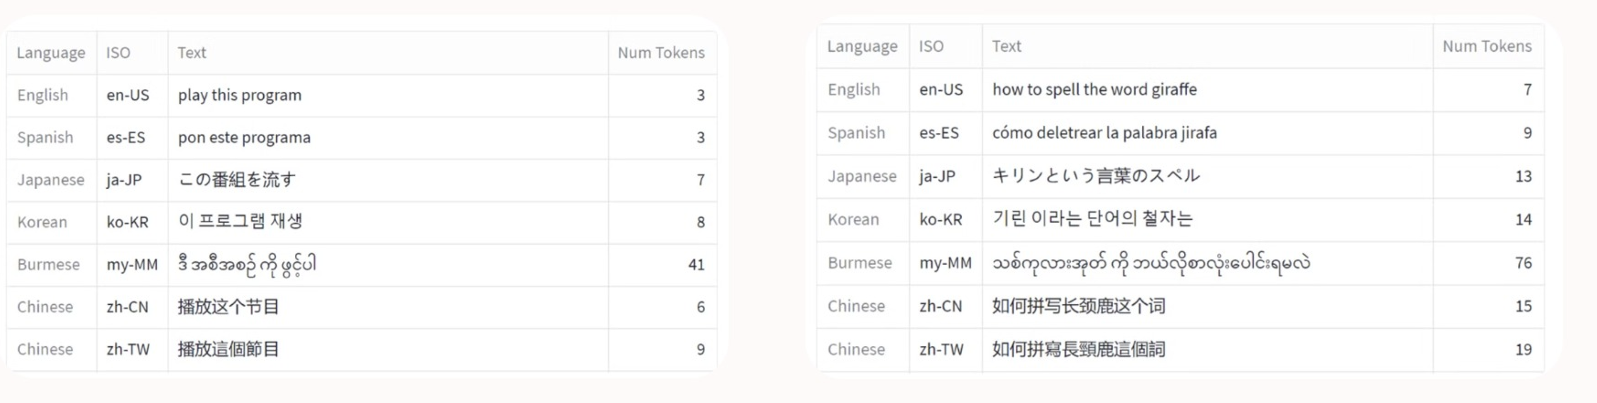 Language ISO Text Num Tokens
English en-US play this program 3
Spanish es-ES pon este programa 3
Japanese ja-JP この番組を流す 7
Korean ko-KR 이 프로그램 재생 8
Burmese my-MM ဒီ အစီအစဉ် ကို ဖွင့်ပါ 41
Chinese zh-CN 播放这个节目 6
Chinese zh-TW 播放這個節目 9
Language ISO Text Num Tokens
English en-US how to spell the word giraffe 7
Spanish es-ES cómo deletrear la palabra jirafa 9
Japanese ja-JP キリンという言葉のスペル 13
Korean ko-KR 기린 이라는 단어의 철자는 14
Burmese my-MM သစ်ကုလားအုတ် ကို ဘယ်လိုစာလုံးပေါင်းရမလဲ 76
Chinese zh-CN 如何拼写长颈鹿这个词 15
Chinese zh-TW 如何拼寫長頸鹿這個詞 19